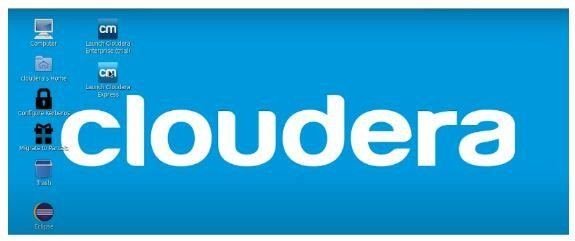 Computer
cloudera's Home
Configure Kerberos
Migrate to Parcels
Trash
Eclipse
cm
Launch Cloudera
Enterprise (trial)
cm
Launch Cloudera
Express
cloudera